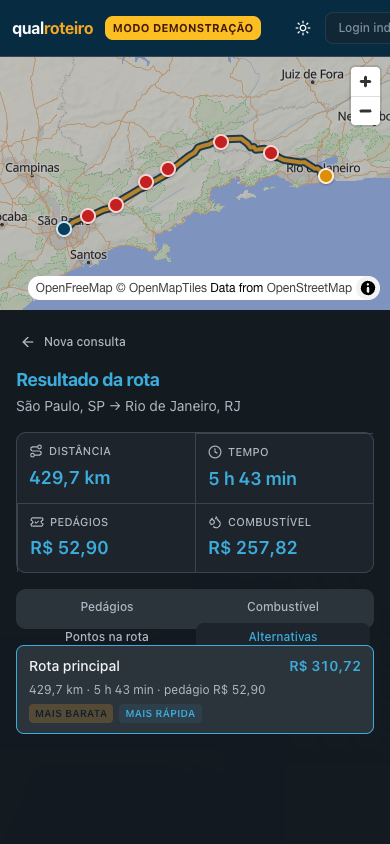 qualroteiro MODO DEMONSTRAÇÃO Login ind
Juiz de Fora
Campinas
Rio de Janeiro
São P
Santos
OpenFreeMap © OpenMapTiles Data from OpenStreetMap
Nova consulta
Resultado da rota
São Paulo, SP → Rio de Janeiro, RJ
DISTÂNCIA
429,7 km
TEMPO
5 h 43 min
PEDÁGIOS
R$ 52,90
COMBUSTÍVEL
R$ 257,82
Pedágios Combustível
Pontos na rota Alternativas
Rota principal R$ 310,72
429,7 km · 5 h 43 min · pedágio R$ 52,90
MAIS BARATA MAIS RÁPIDA